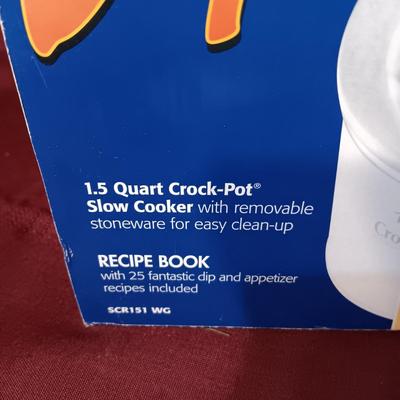 1.5 Quart Crock-Pot®
Slow Cooker with removable
stoneware for easy clean-up
RECIPE BOOK
with 25 fantastic dip and appetizer
recipes included
SCR151 WG